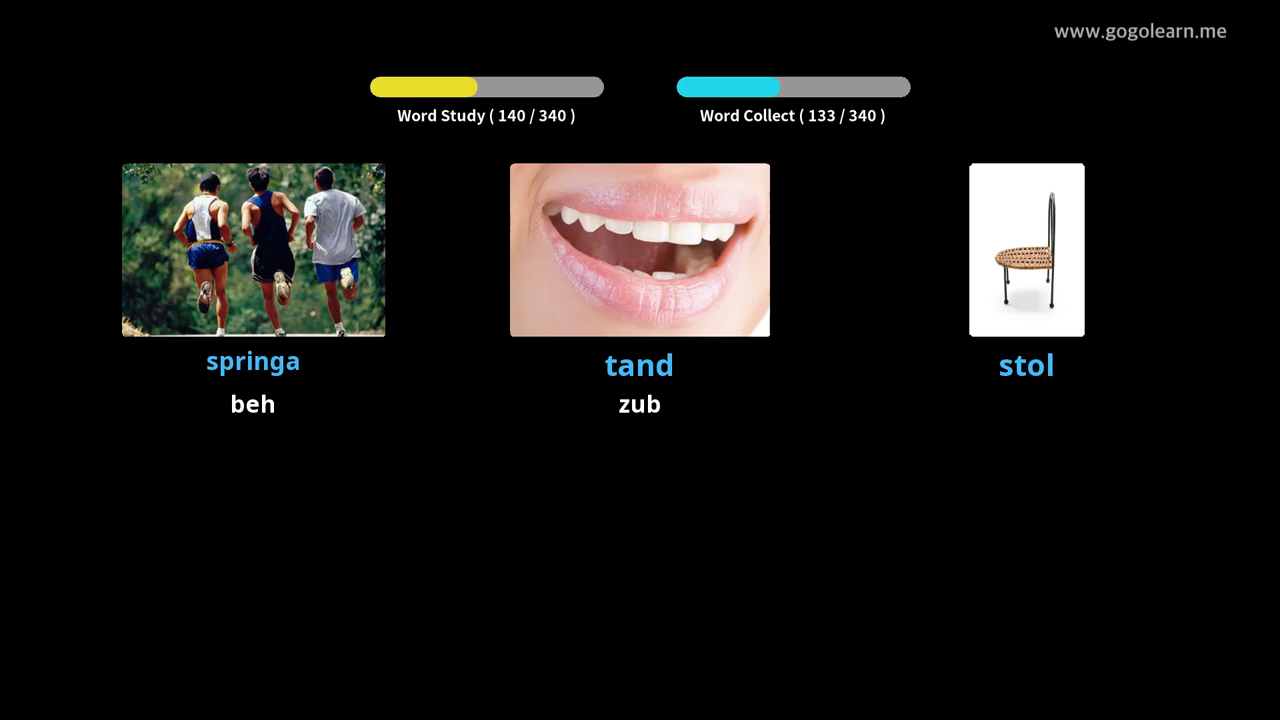 www.gogolearn.me
Word Study ( 140 / 340 )
Word Collect ( 133 / 340 )
springa
tand
stol
beh
zub